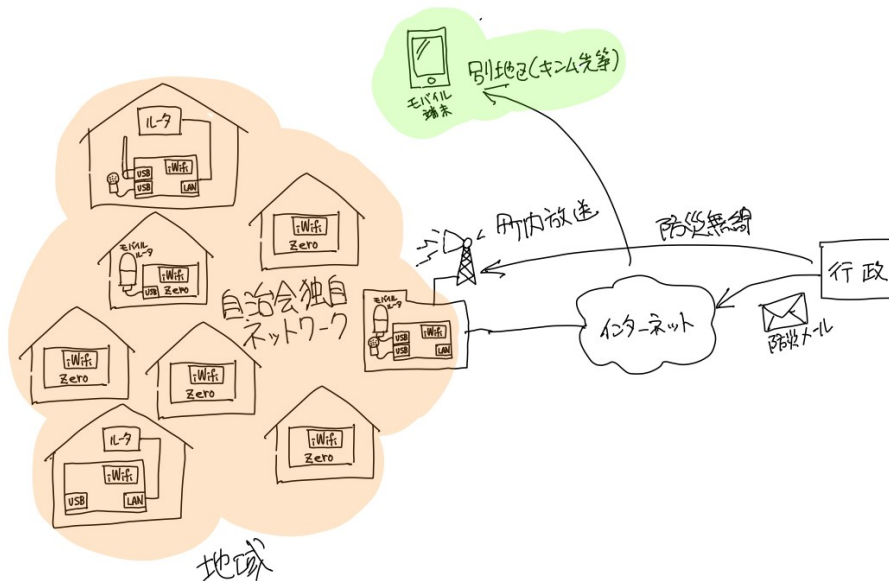 別地区(キンム先等)
モバイル
端末
ルータ
iWifi
USB
USB
LAN
iWifi
Zero
モバイル
ルータ
iWifi
USB
Zero
町内放送
防災無線
行政
自治会独自
ネットワーク
モバイル
ルータ
iWifi
USB
USB
LAN
インターネット
防災メール
iWifi
Zero
iWifi
Zero
ルータ
iWifi
USB
LAN
iWifi
Zero
地域